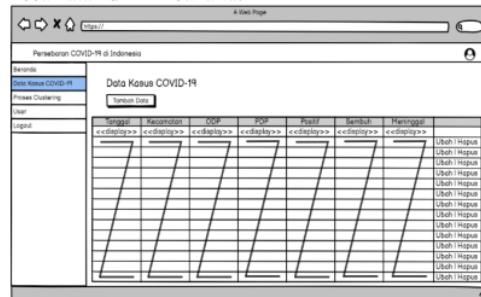 A Web Page
https://
Persebaran COVID-19 di Indonesia
Beranda
Data Kasus COVID-19
Proses Clustering
User
Logout
Data Kasus COVID-19
Tambah Data
Tanggal Kecamatan ODP PDP Positif Sembuh Meninggal
<<display>> <<display>> <<display>> <<display>> <<display>> <<display>> <<display>>
Ubah | Hapus
Ubah | Hapus
Ubah | Hapus
Ubah | Hapus
Ubah | Hapus
Ubah | Hapus
Ubah | Hapus
Ubah | Hapus
Ubah | Hapus
Ubah | Hapus
Ubah | Hapus
Ubah | Hapus
Ubah | Hapus
Ubah | Hapus